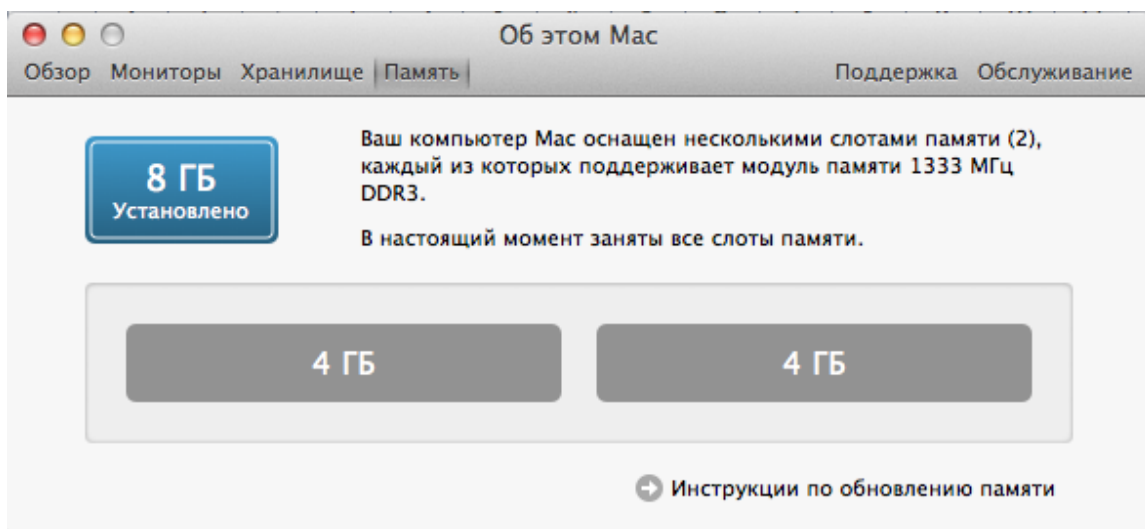 Об этом Mac
Обзор Мониторы Хранилище Память Поддержка Обслуживание
8 ГБ
Установлено
Ваш компьютер Mac оснащен несколькими слотами памяти (2),
каждый из которых поддерживает модуль памяти 1333 МГц
DDR3.
В настоящий момент заняты все слоты памяти.
4 ГБ 4 ГБ
Инструкции по обновлению памяти